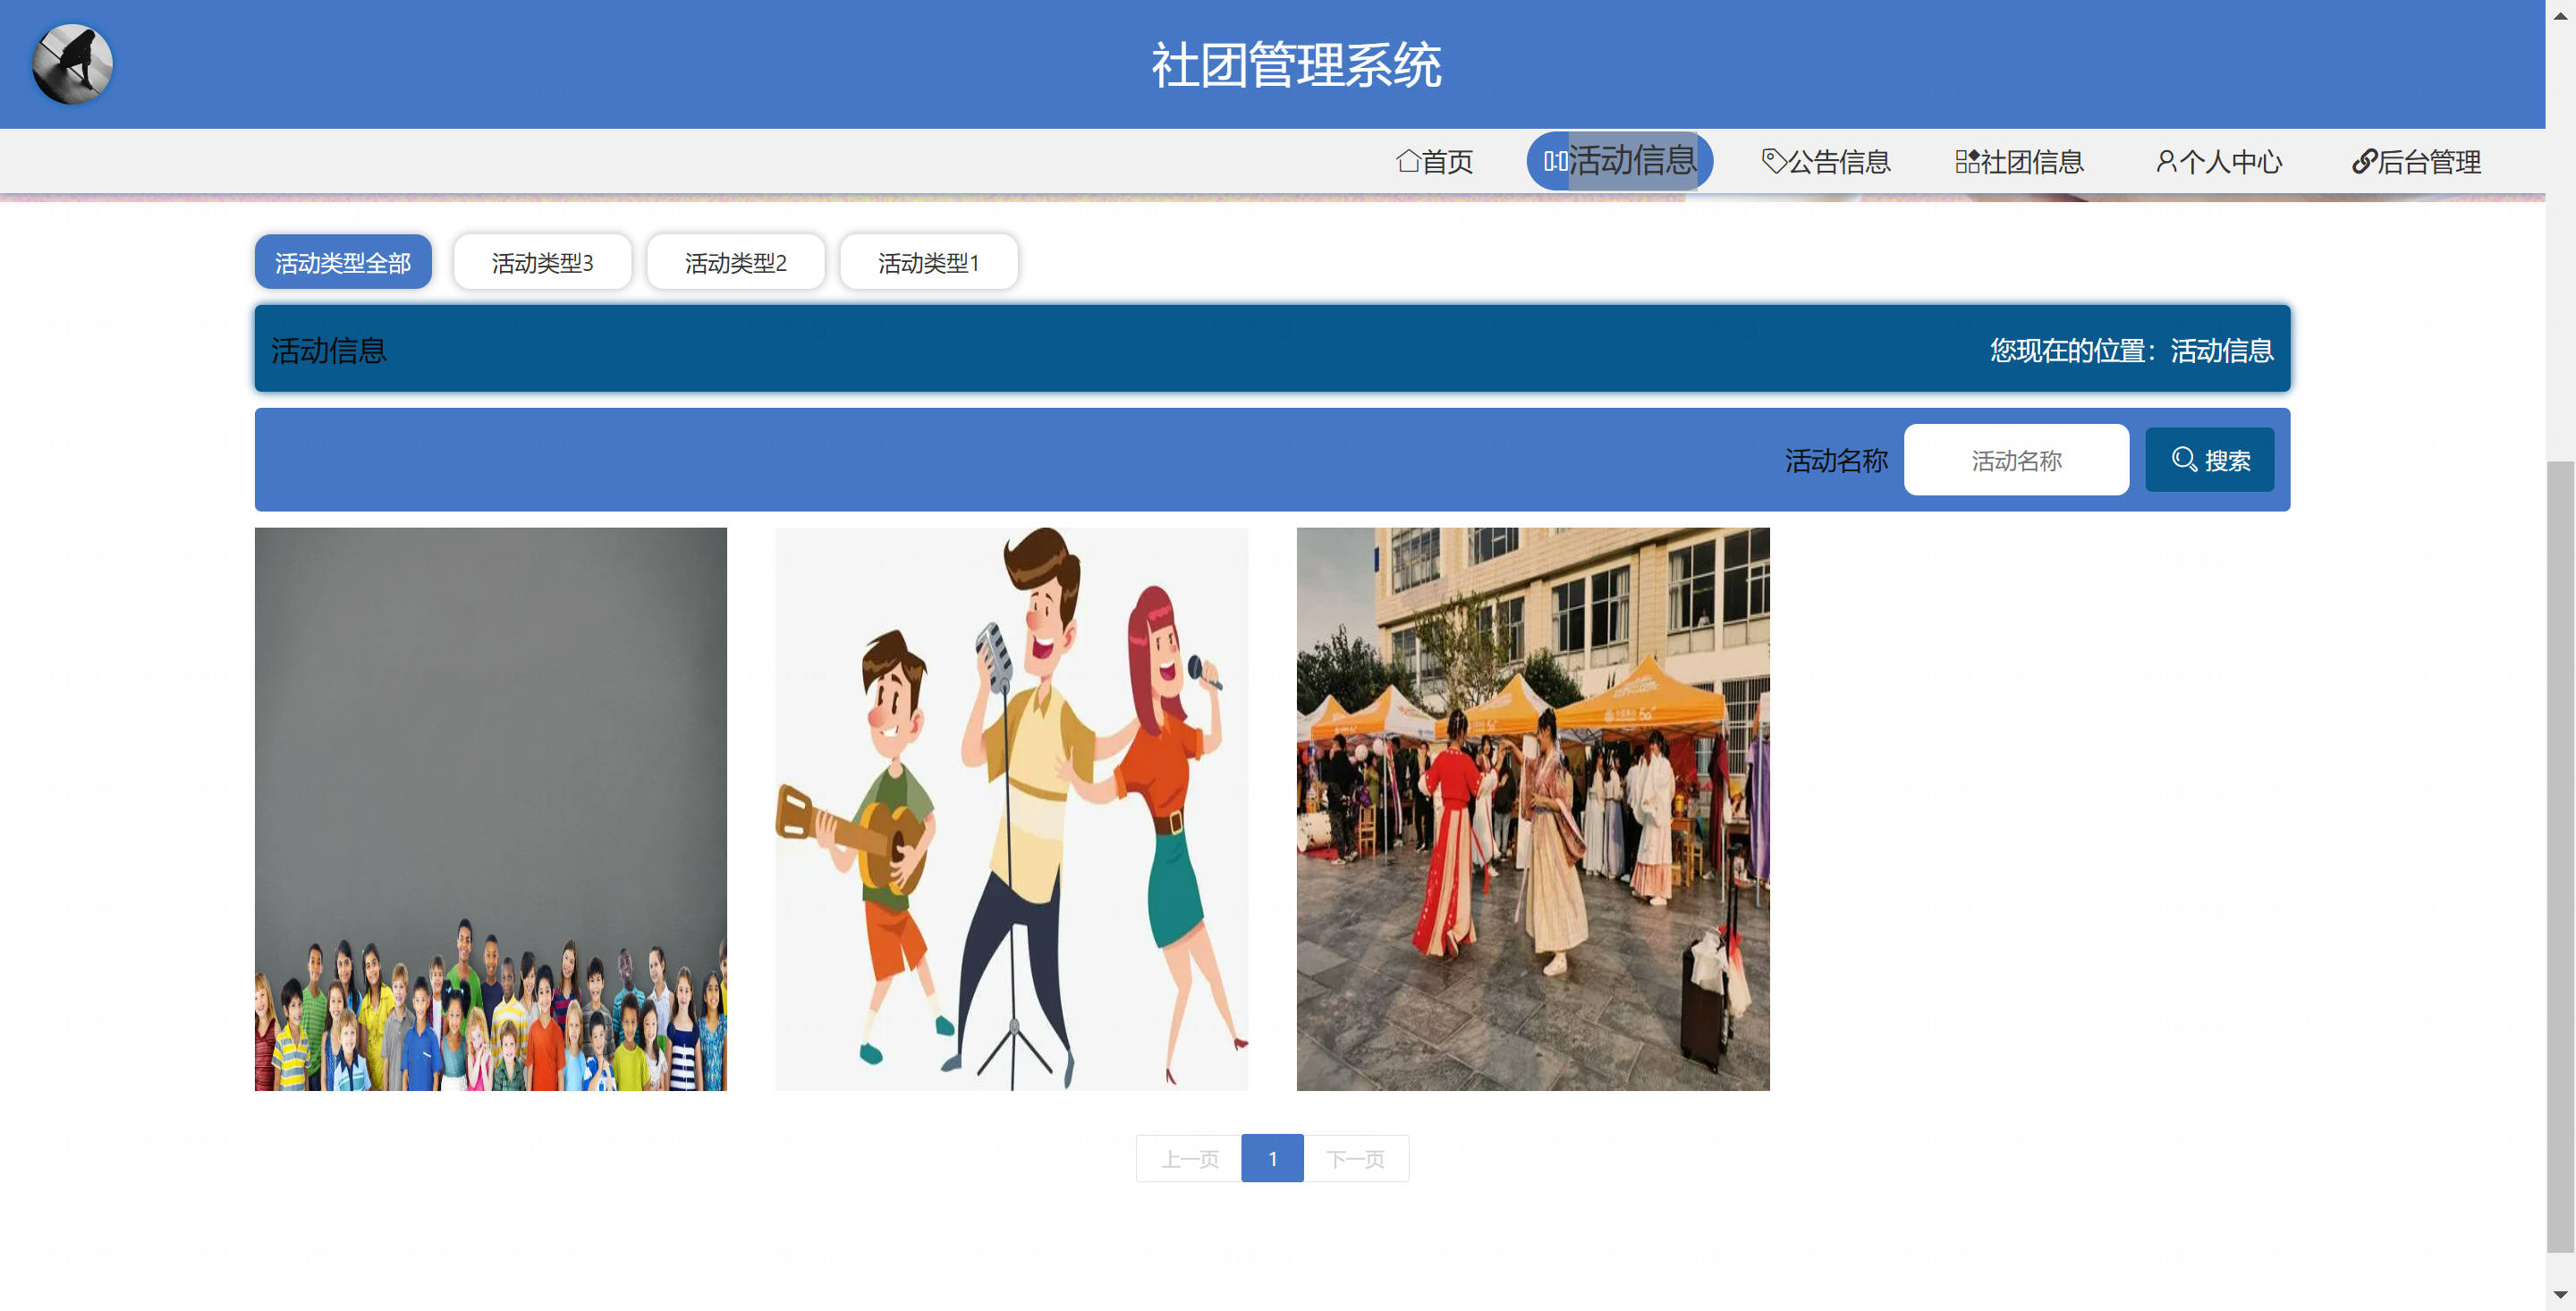 社团管理系统
首页 活动信息 公告信息 社团信息 个人中心 后台管理
活动类型全部 活动类型3 活动类型2 活动类型1
活动信息 您现在的位置：活动信息
活动名称 活动名称 搜索
上一页 1 下一页